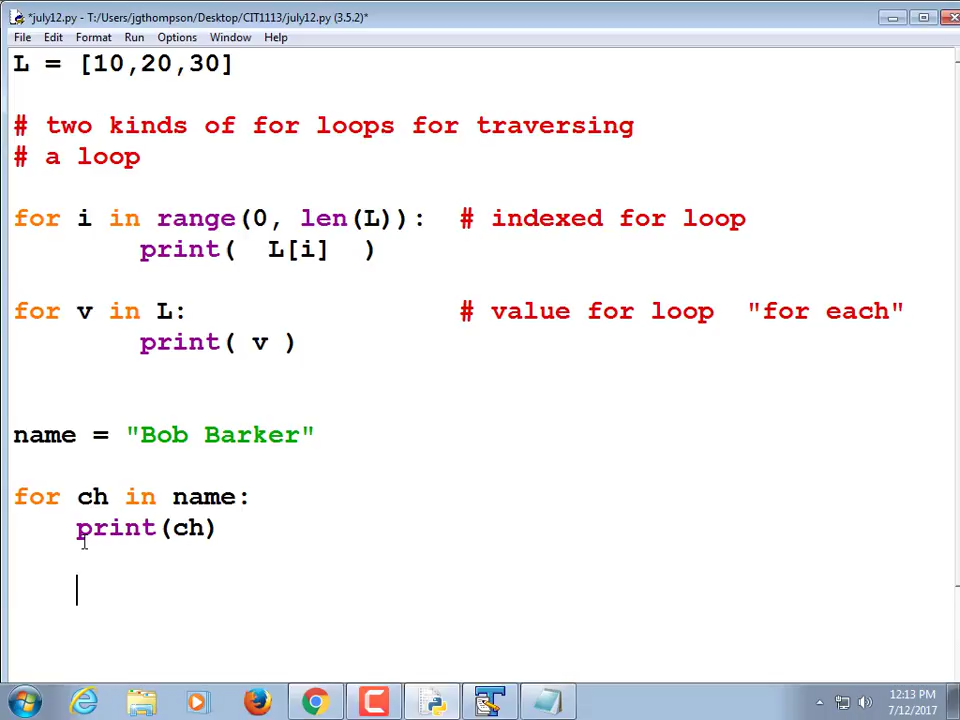 *july12.py - T:/Users/jgthompson/Desktop/CIT1113/july12.py (3.5.2)*
File Edit Format Run Options Window Help
L = [10,20,30]
# two kinds of for loops for traversing
# a loop
for i in range(0, len(L)):  # indexed for loop
        print(  L[i]  )
for v in L:                 # value for loop  "for each"
        print( v )
name = "Bob Barker"
for ch in name:
    print(ch)
12:13 PM
7/12/2017